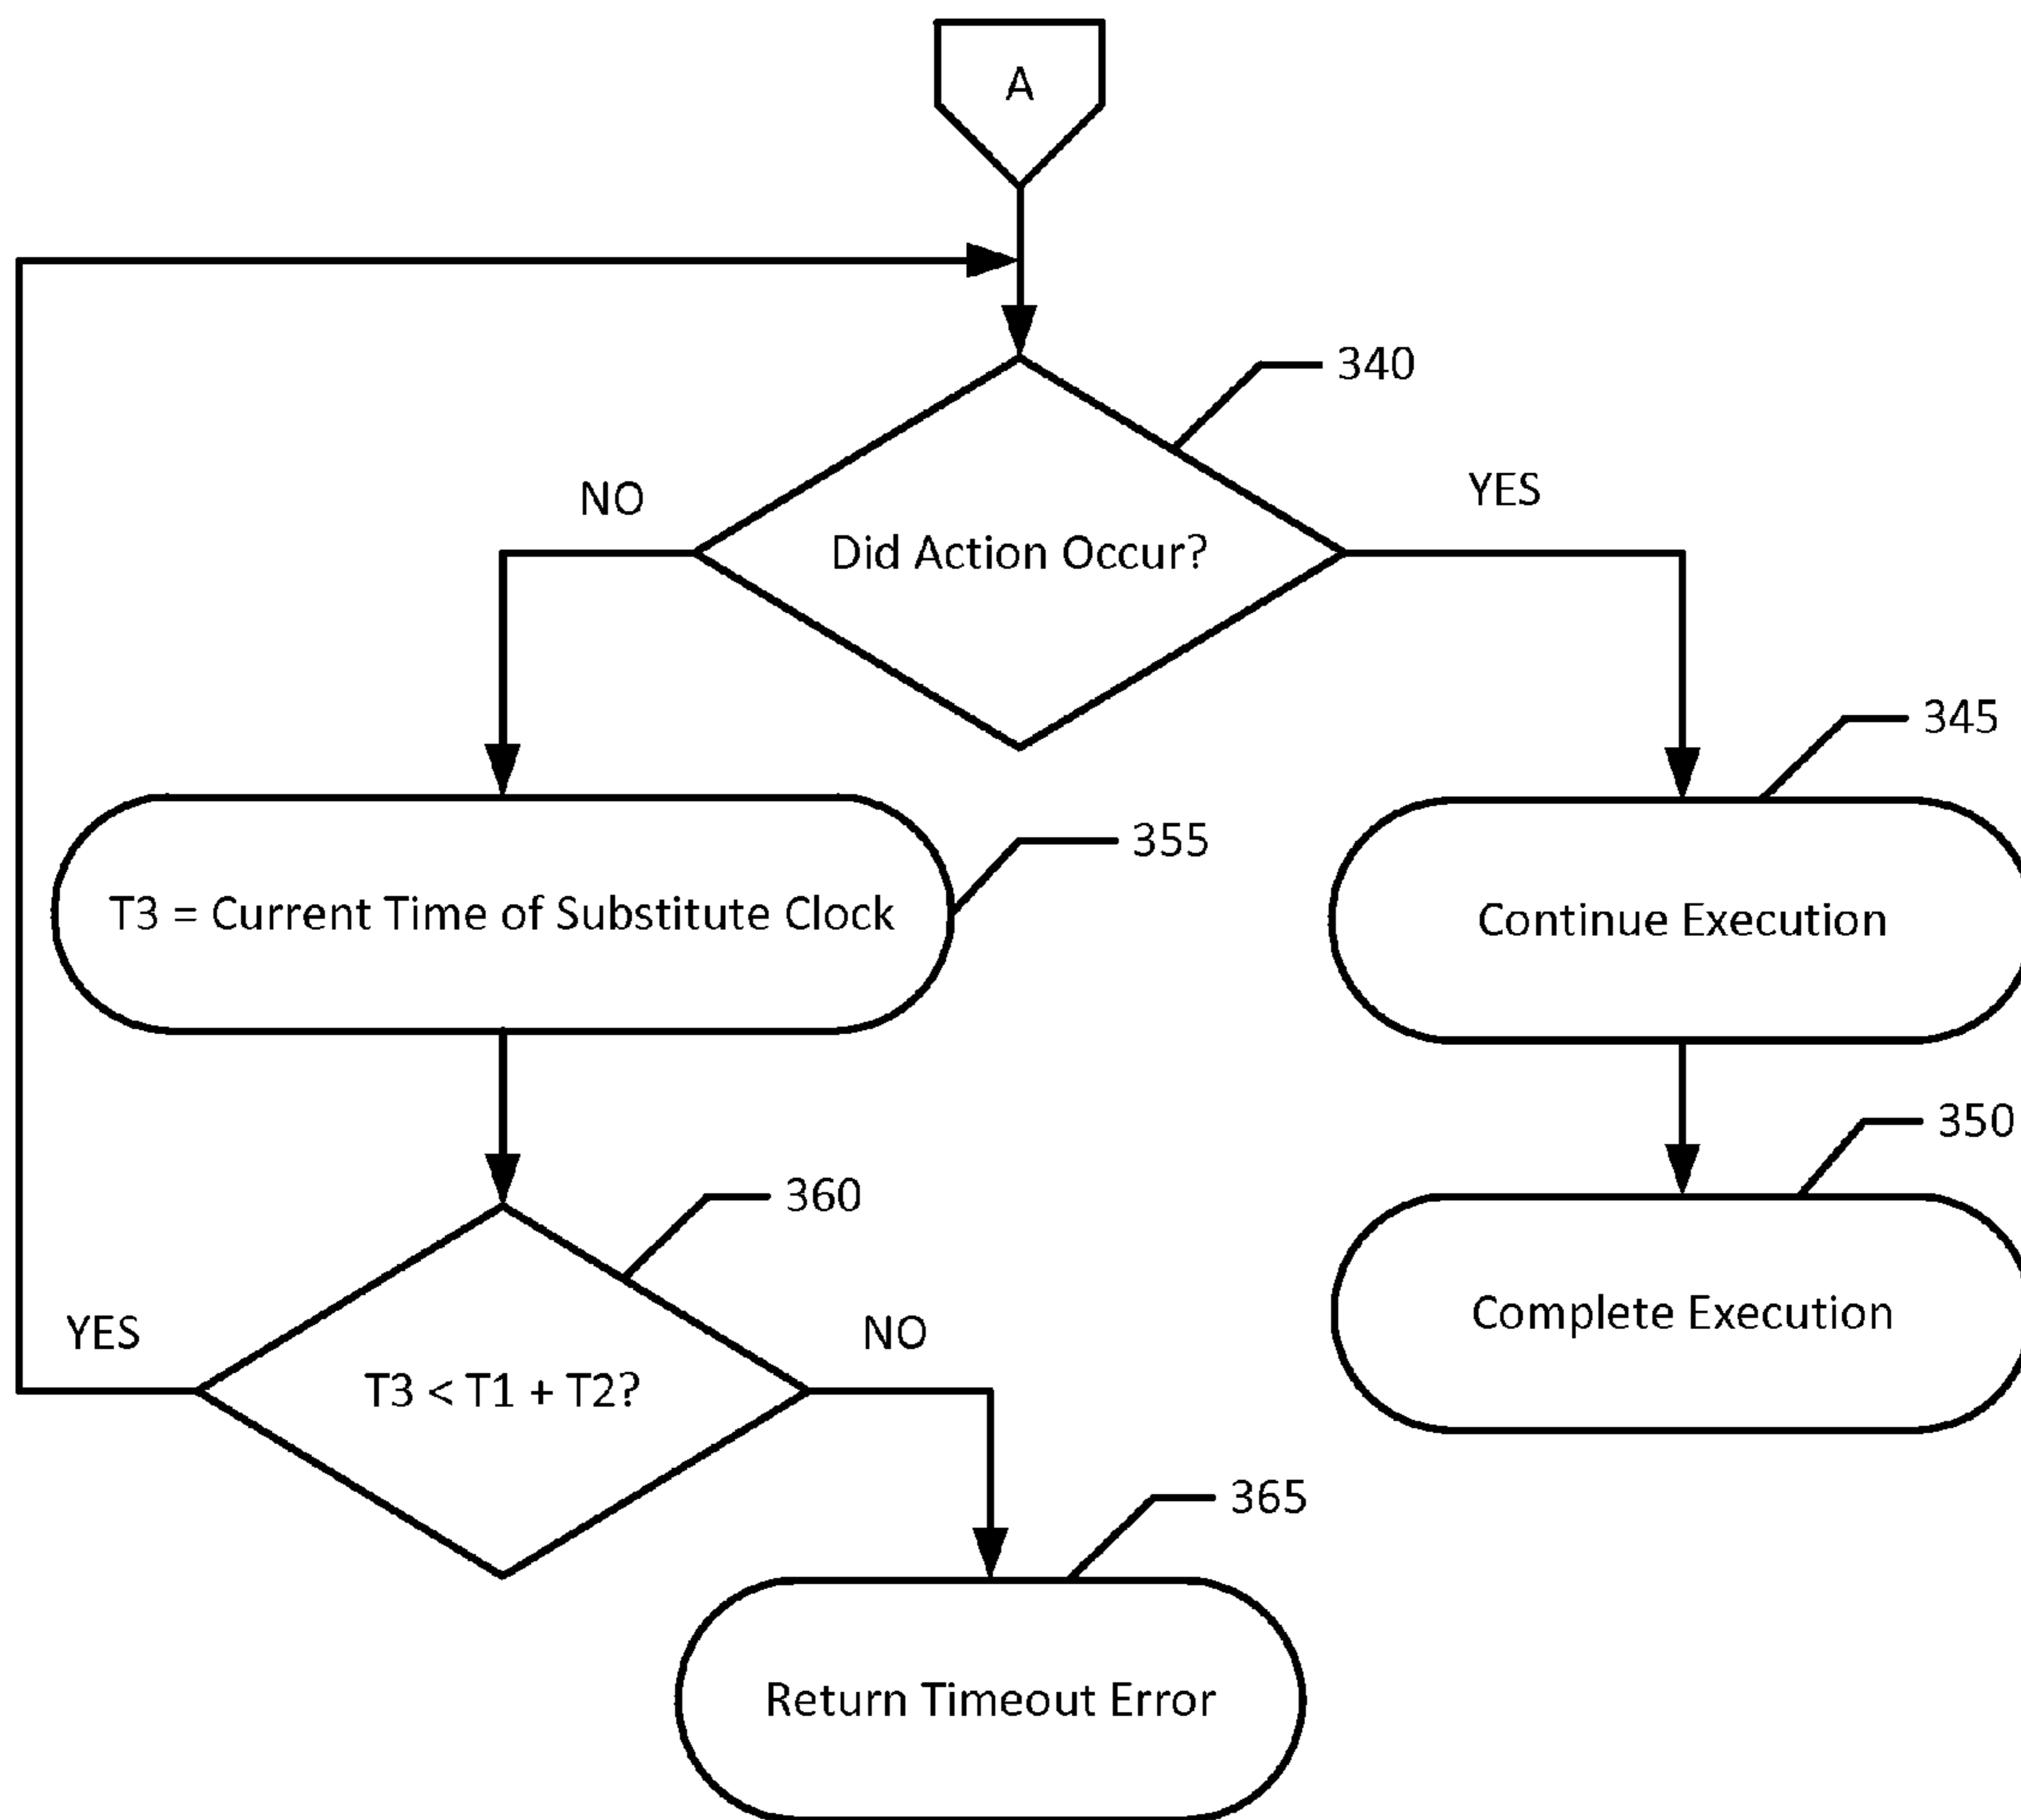 A
340
NO
YES
Did Action Occur?
345
355
T3 = Current Time of Substitute Clock
Continue Execution
350
360
YES
NO
Complete Execution
T3 < T1 + T2?
365
Return Timeout Error